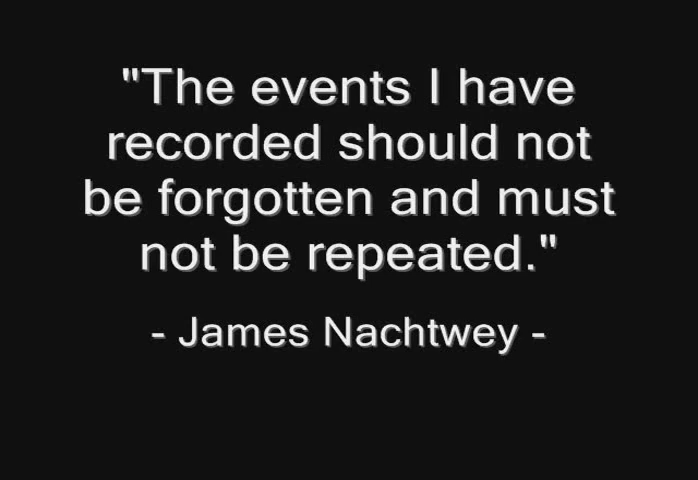 "The events I have
recorded should not
be forgotten and must
not be repeated."
- James Nachtwey -